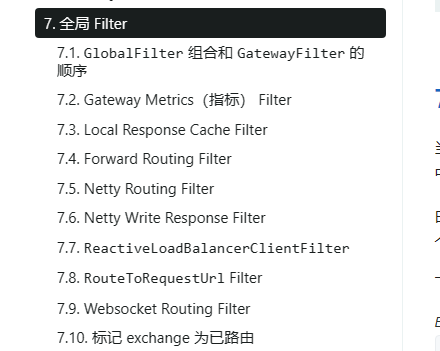 7. 全局 Filter
7.1. GlobalFilter 组合和 GatewayFilter 的
顺序
7.2. Gateway Metrics（指标） Filter
7.3. Local Response Cache Filter
7.4. Forward Routing Filter
7.5. Netty Routing Filter
7.6. Netty Write Response Filter
7.7. ReactiveLoadBalancerClientFilter
7.8. RouteToRequestUrl Filter
7.9. Websocket Routing Filter
7.10. 标记 exchange 为已路由